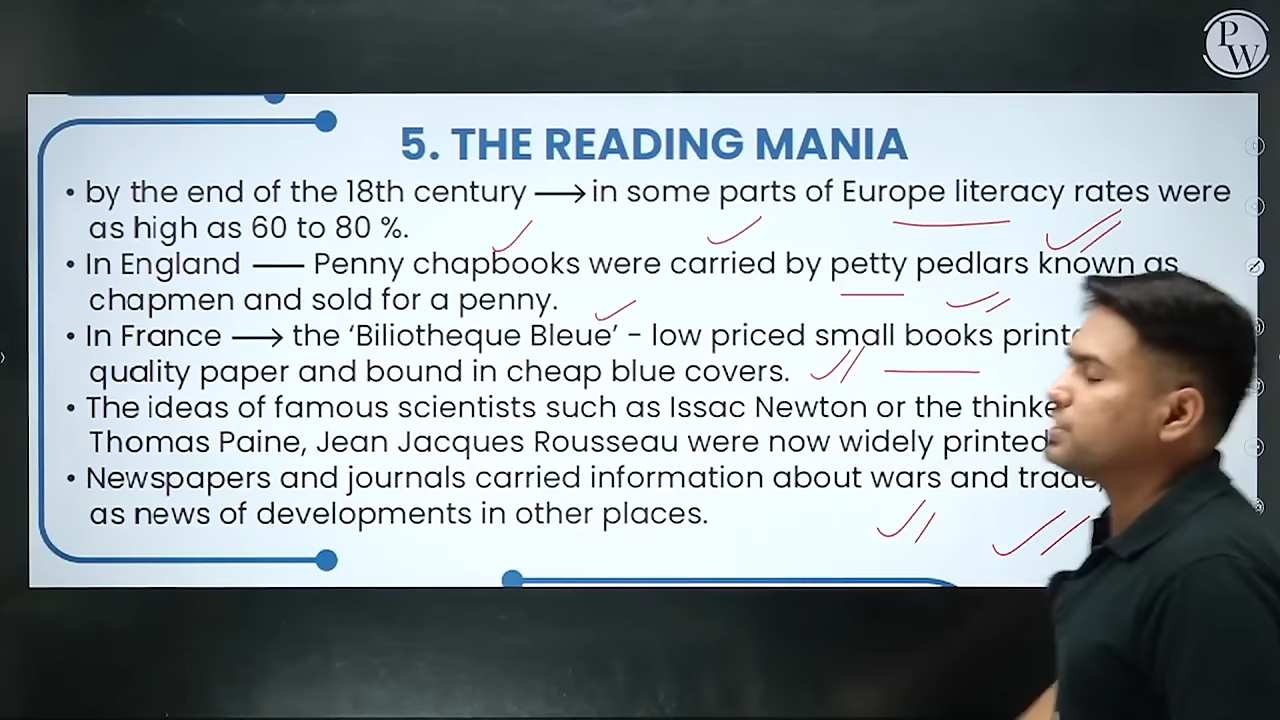 P
W
5. THE READING MANIA
• by the end of the 18th century ⟶ in some parts of Europe literacy rates were
as high as 60 to 80 %.
• In England — Penny chapbooks were carried by petty pedlars known as
chapmen and sold for a penny.
• In France ⟶ the ‘Biliotheque Bleue’ - low priced small books
quality paper and bound in cheap blue covers.
• The ideas of famous scientists such as Issac Newton or the
Thomas Paine, Jean Jacques Rousseau were now widely printed
• Newspapers and journals carried information about wars and trade,
as news of developments in other places.